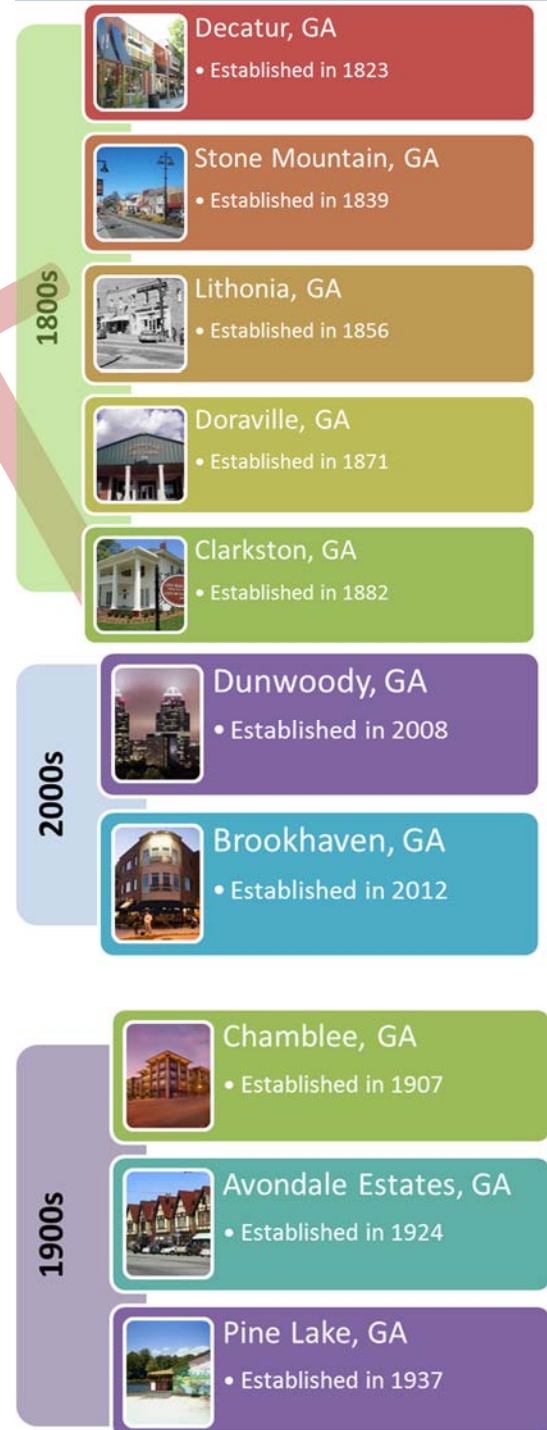 1800s
Decatur, GA
• Established in 1823
Stone Mountain, GA
• Established in 1839
Lithonia, GA
• Established in 1856
Doraville, GA
• Established in 1871
Clarkston, GA
• Established in 1882
2000s
Dunwoody, GA
• Established in 2008
Brookhaven, GA
• Established in 2012
1900s
Chamblee, GA
• Established in 1907
Avondale Estates, GA
• Established in 1924
Pine Lake, GA
• Established in 1937